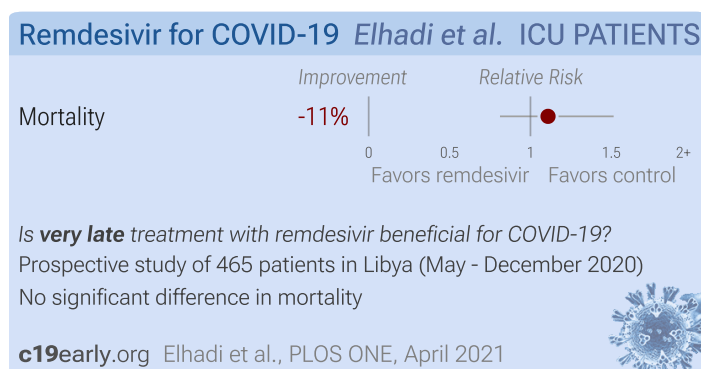 Remdesivir for COVID-19 Elhadi et al. ICU PATIENTS
Improvement Relative Risk
Mortality -11%
0 0.5 1 1.5 2+
Favors remdesivir Favors control
Is very late treatment with remdesivir beneficial for COVID-19?
Prospective study of 465 patients in Libya (May - December 2020)
No significant difference in mortality
c19early.org Elhadi et al., PLOS ONE, April 2021